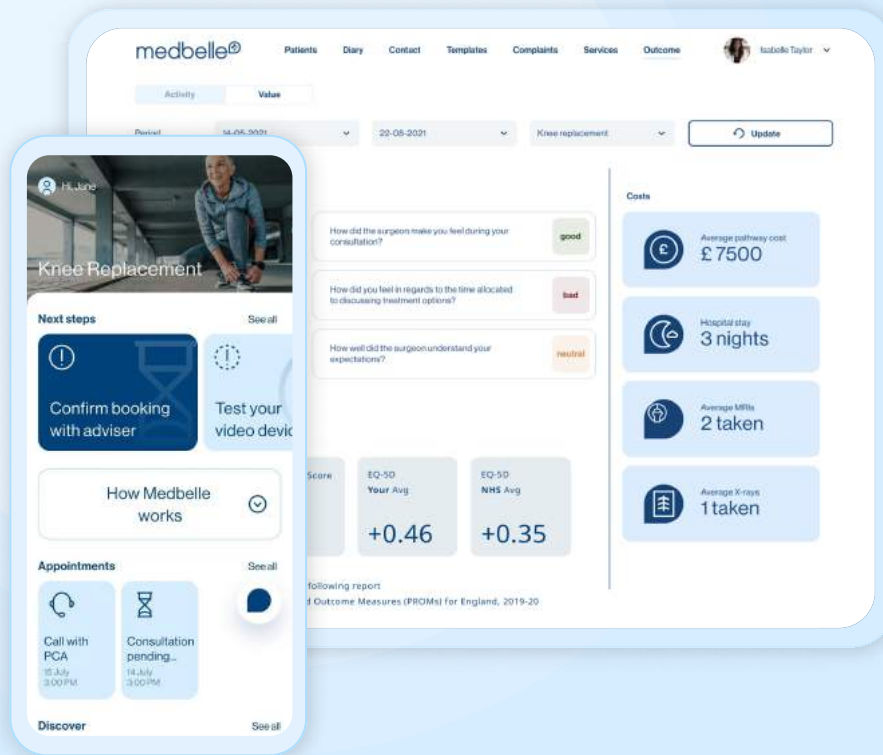 medbelle
Patients
Diary
Contact
Templates
Complaints
Services
Outcome
Isabelle Taylor
Activity
Value
Period
14-05-2021
22-08-2021
Knee replacement
Update
How did the surgeon make you feel during your
consultation?
good
How did you feel in regards to the time allocated
to discussing treatment options?
bad
How well did the surgeon understand your
expectations?
neutral
Score
EQ-5D
Your Avg
+0.46
EQ-5D
NHS Avg
+0.35
following report
Outcome Measures (PROMs) for England, 2019-20
Costs
Average pathway cost
£7500
Hospital stay
3 nights
Average MRIs
2 taken
Average X-rays
1 taken
Hi, Jane
Knee Replacement
Next steps
See all
Confirm booking
with adviser
Test your
video devic
How Medbelle
works
Appointments
See all
Call with
PCA
15 July
3:00 PM
Consultation
pending...
14 July
3:00 PM
Discover
See all